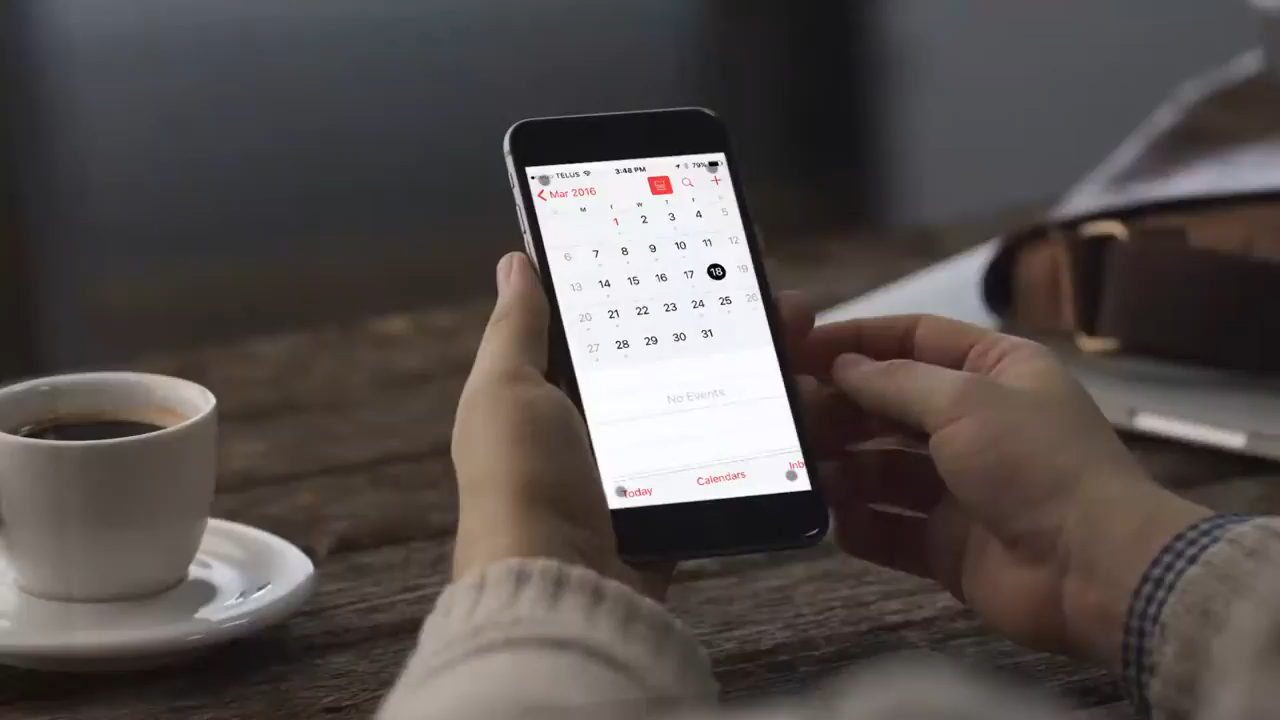 TELUS 3:48 PM 79%
Mar 2016
M T W T F
1 2 3 4 5
6 7 8 9 10 11 12
13 14 15 16 17 18 19
20 21 22 23 24 25 26
27 28 29 30 31
No Events
Today Calendars Inb